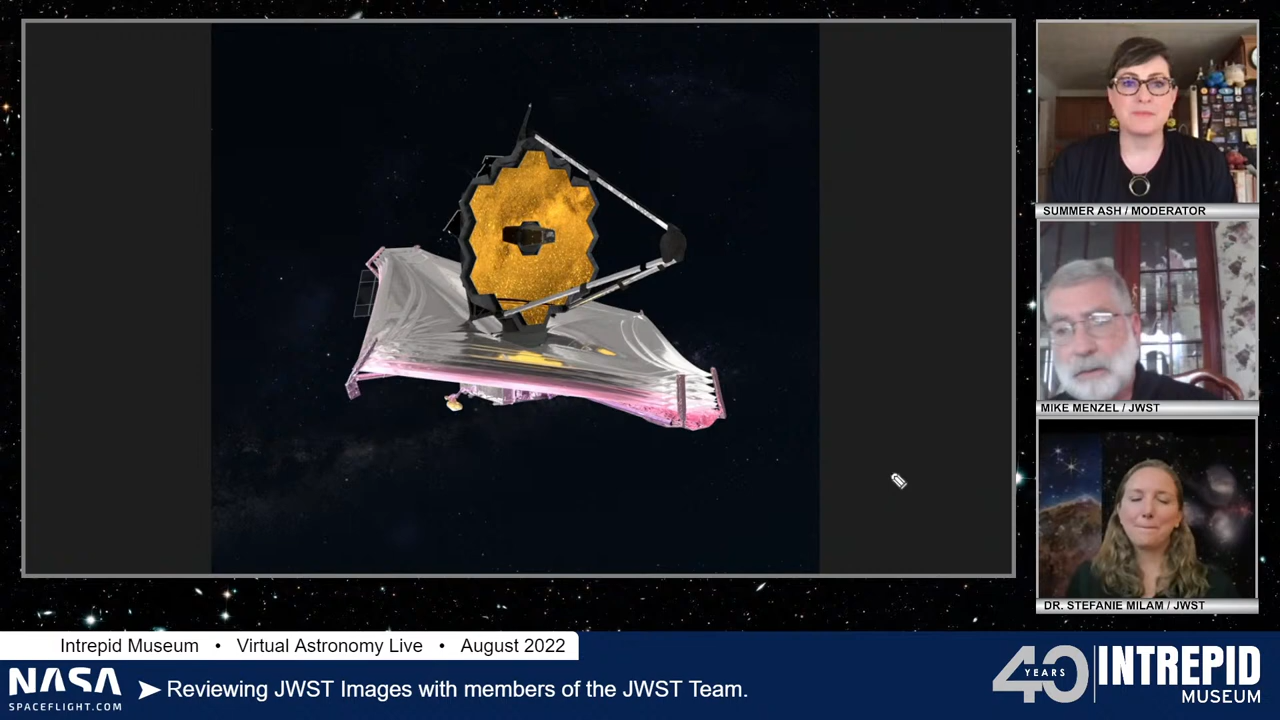 SUMMER ASH / MODERATOR
MIKE MENZEL / JWST
DR. STEFANIE MILAM / JWST
Intrepid Museum • Virtual Astronomy Live • August 2022
NASA
SPACEFLIGHT.COM
➤ Reviewing JWST Images with members of the JWST Team.
40
YEARS
INTREPID
MUSEUM